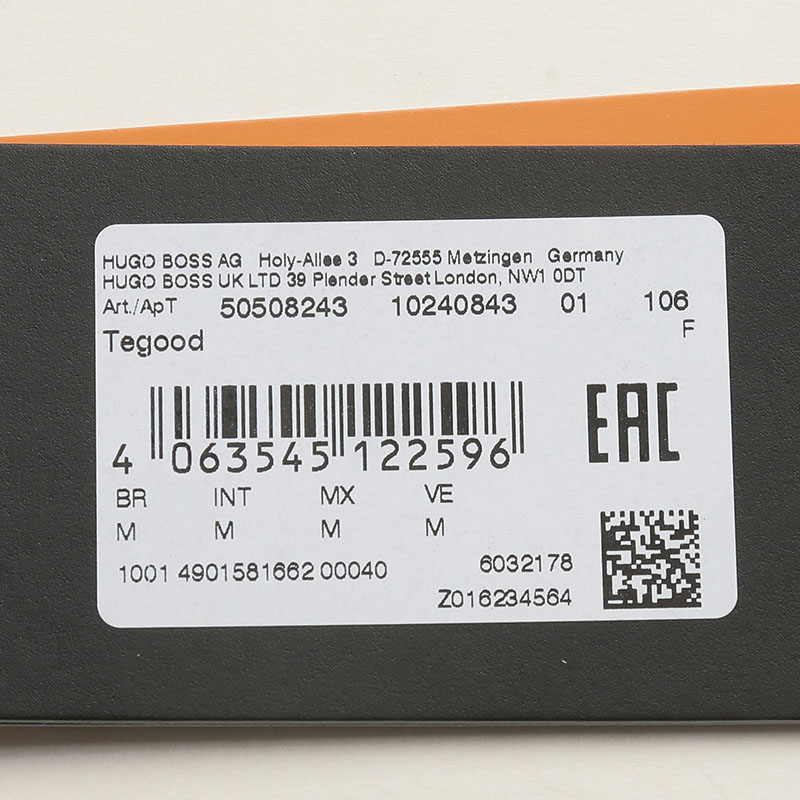 HUGO BOSS AG Holy-Allee 3 D-72555 Metzingen Germany
HUGO BOSS UK LTD 39 Plender Street London, NW1 0DT
Art./АрТ 50508243 10240843 01 106
F
Tegood
4 063545 122596
EAC
BR INT MX VE
M M M M
1001 4901581662 00040 6032178
Z016234564